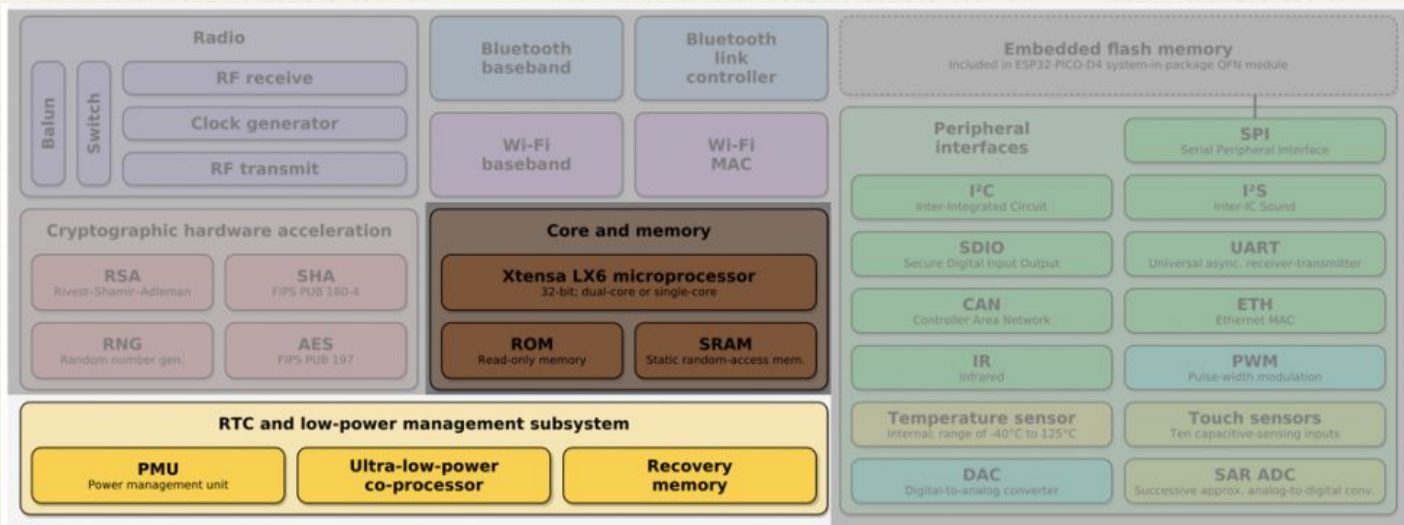 Radio
Balun
Switch
RF receive
Clock generator
RF transmit
Bluetooth
baseband
Bluetooth
link
controller
Wi-Fi
baseband
Wi-Fi
MAC
Embedded flash memory
Included in ESP32-PICO-D4 system-in-package QFN module
Peripheral
interfaces
SPI
Serial Peripheral Interface
I²C
Inter-Integrated Circuit
I²S
Inter-IC Sound
SDIO
Secure Digital Input Output
UART
Universal async. receiver-transmitter
CAN
Controller Area Network
ETH
Ethernet MAC
IR
Infrared
PWM
Pulse-width modulation
Temperature sensor
Internal; range of -40°C to 125°C
Touch sensors
Ten capacitive-sensing inputs
DAC
Digital-to-analog converter
SAR ADC
Successive approx. analog-to-digital conv.
Cryptographic hardware acceleration
RSA
Rivest-Shamir-Adleman
SHA
FIPS PUB 180-4
RNG
Random number gen.
AES
FIPS PUB 197
Core and memory
Xtensa LX6 microprocessor
32-bit; dual-core or single-core
ROM
Read-only memory
SRAM
Static random-access mem.
RTC and low-power management subsystem
PMU
Power management unit
Ultra-low-power
co-processor
Recovery
memory